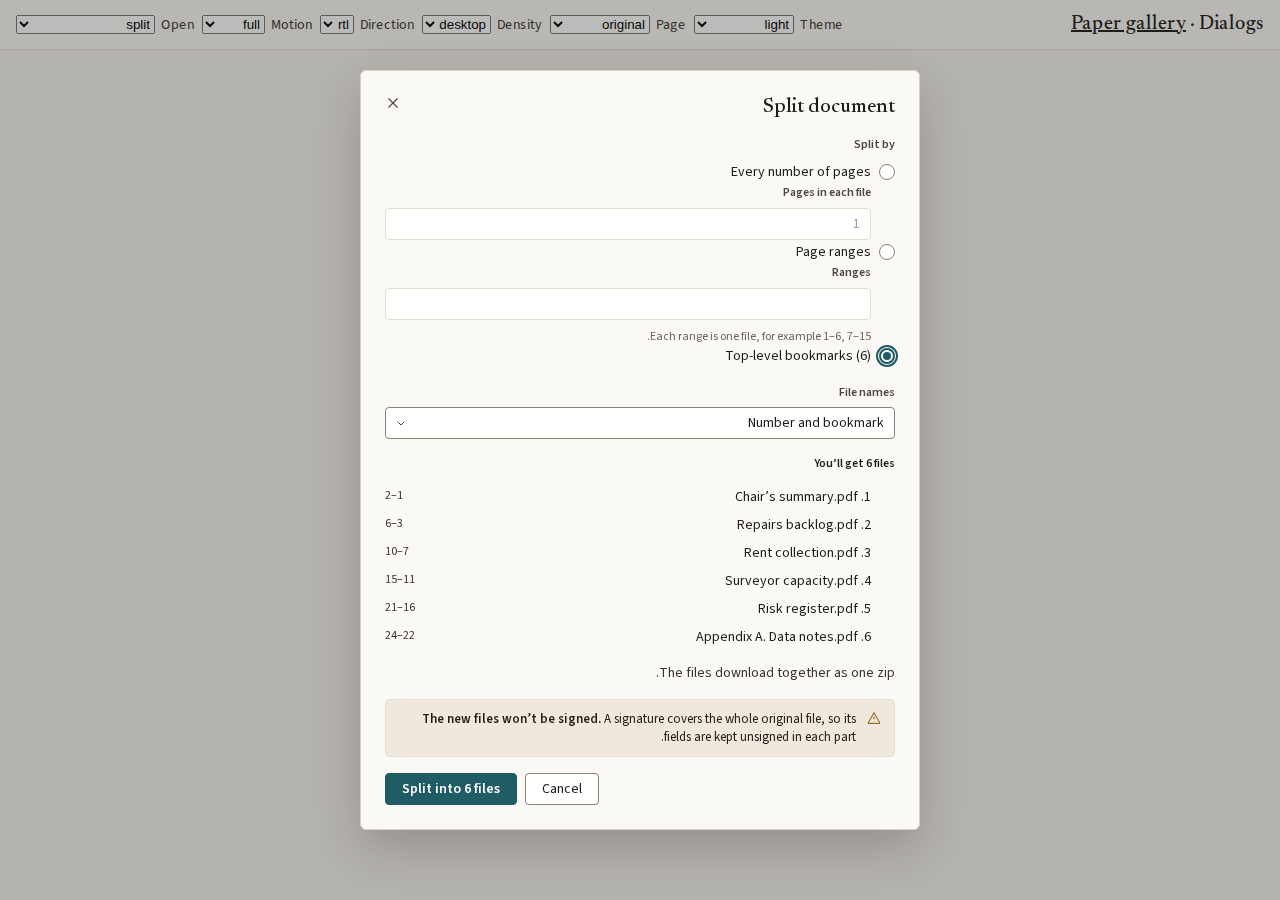 Paper gallery · Dialogs
Theme light
Page original
Density desktop
Direction rtl
Motion full
Open split
Split document
Split by
Every number of pages
Pages in each file
1
Page ranges
Ranges
.Each range is one file, for example 1–6, 7–15
Top-level bookmarks (6)
File names
Number and bookmark
You’ll get 6 files
Chair’s summary.pdf .1 2–1
Repairs backlog.pdf .2 6–3
Rent collection.pdf .3 10–7
Surveyor capacity.pdf .4 15–11
Risk register.pdf .5 21–16
Appendix A. Data notes.pdf .6 24–22
.The files download together as one zip
The new files won’t be signed. A signature covers the whole original file, so its
.fields are kept unsigned in each part
Cancel
Split into 6 files